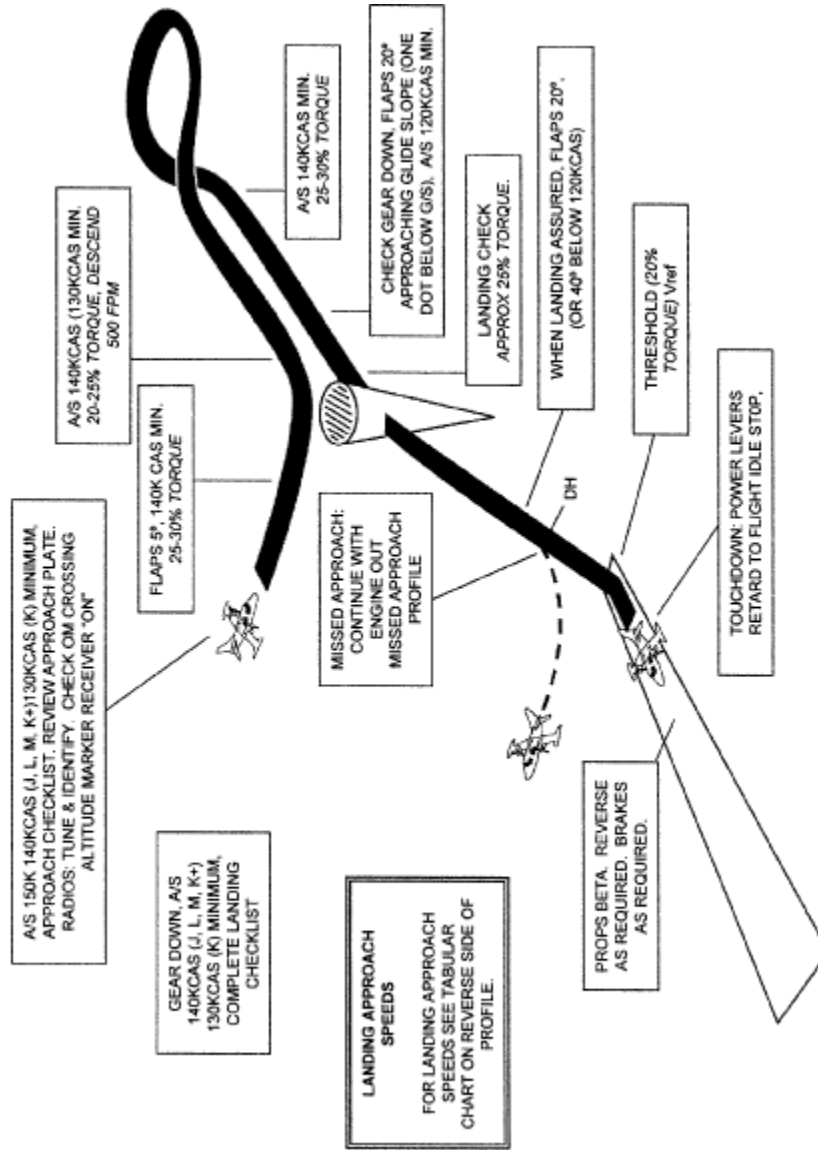 A/S 150K 140KCAS (J, L, M, K+)130KCAS (K) MINIMUM,
APPROACH CHECKLIST. REVIEW APPROACH PLATE.
RADIOS: TUNE & IDENTIFY. CHECK OM CROSSING
ALTITUDE MARKER RECEIVER "ON"
FLAPS 5°, 140K CAS MIN.
25-30% TORQUE
A/S 140KCAS (130KCAS MIN.
20-25% TORQUE, DESCEND
500 FPM
A/S 140KCAS MIN.
25-30% TORQUE
GEAR DOWN, A/S
140KCAS (J, L, M, K+)
130KCAS (K) MINIMUM,
COMPLETE LANDING
CHECKLIST
MISSED APPROACH:
CONTINUE WITH
ENGINE OUT
MISSED APPROACH
PROFILE
CHECK GEAR DOWN, FLAPS 20°
APPROACHING GLIDE SLOPE (ONE
DOT BELOW G/S). A/S 120KCAS MIN.
LANDING CHECK
APPROX 25% TORQUE.
DH
WHEN LANDING ASSURED, FLAPS 20°,
(OR 40° BELOW 120KCAS)
LANDING APPROACH
SPEEDS
FOR LANDING APPROACH
SPEEDS SEE TABULAR
CHART ON REVERSE SIDE OF
PROFILE.
THRESHOLD (20%
TORQUE) Vref
PROPS BETA. REVERSE
AS REQUIRED. BRAKES
AS REQUIRED.
TOUCHDOWN: POWER LEVERS
RETARD TO FLIGHT IDLE STOP,